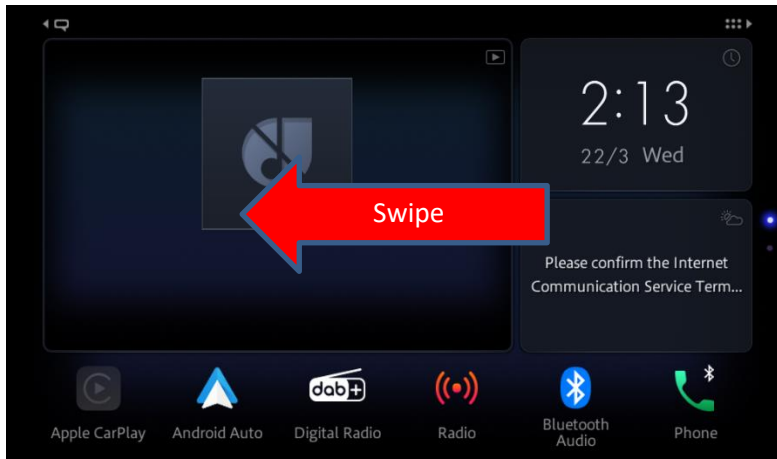 2:13
22/3 Wed
Swipe
Please confirm the Internet
Communication Service Term...
dab+
Apple CarPlay
Android Auto
Digital Radio
Radio
Bluetooth
Audio
Phone